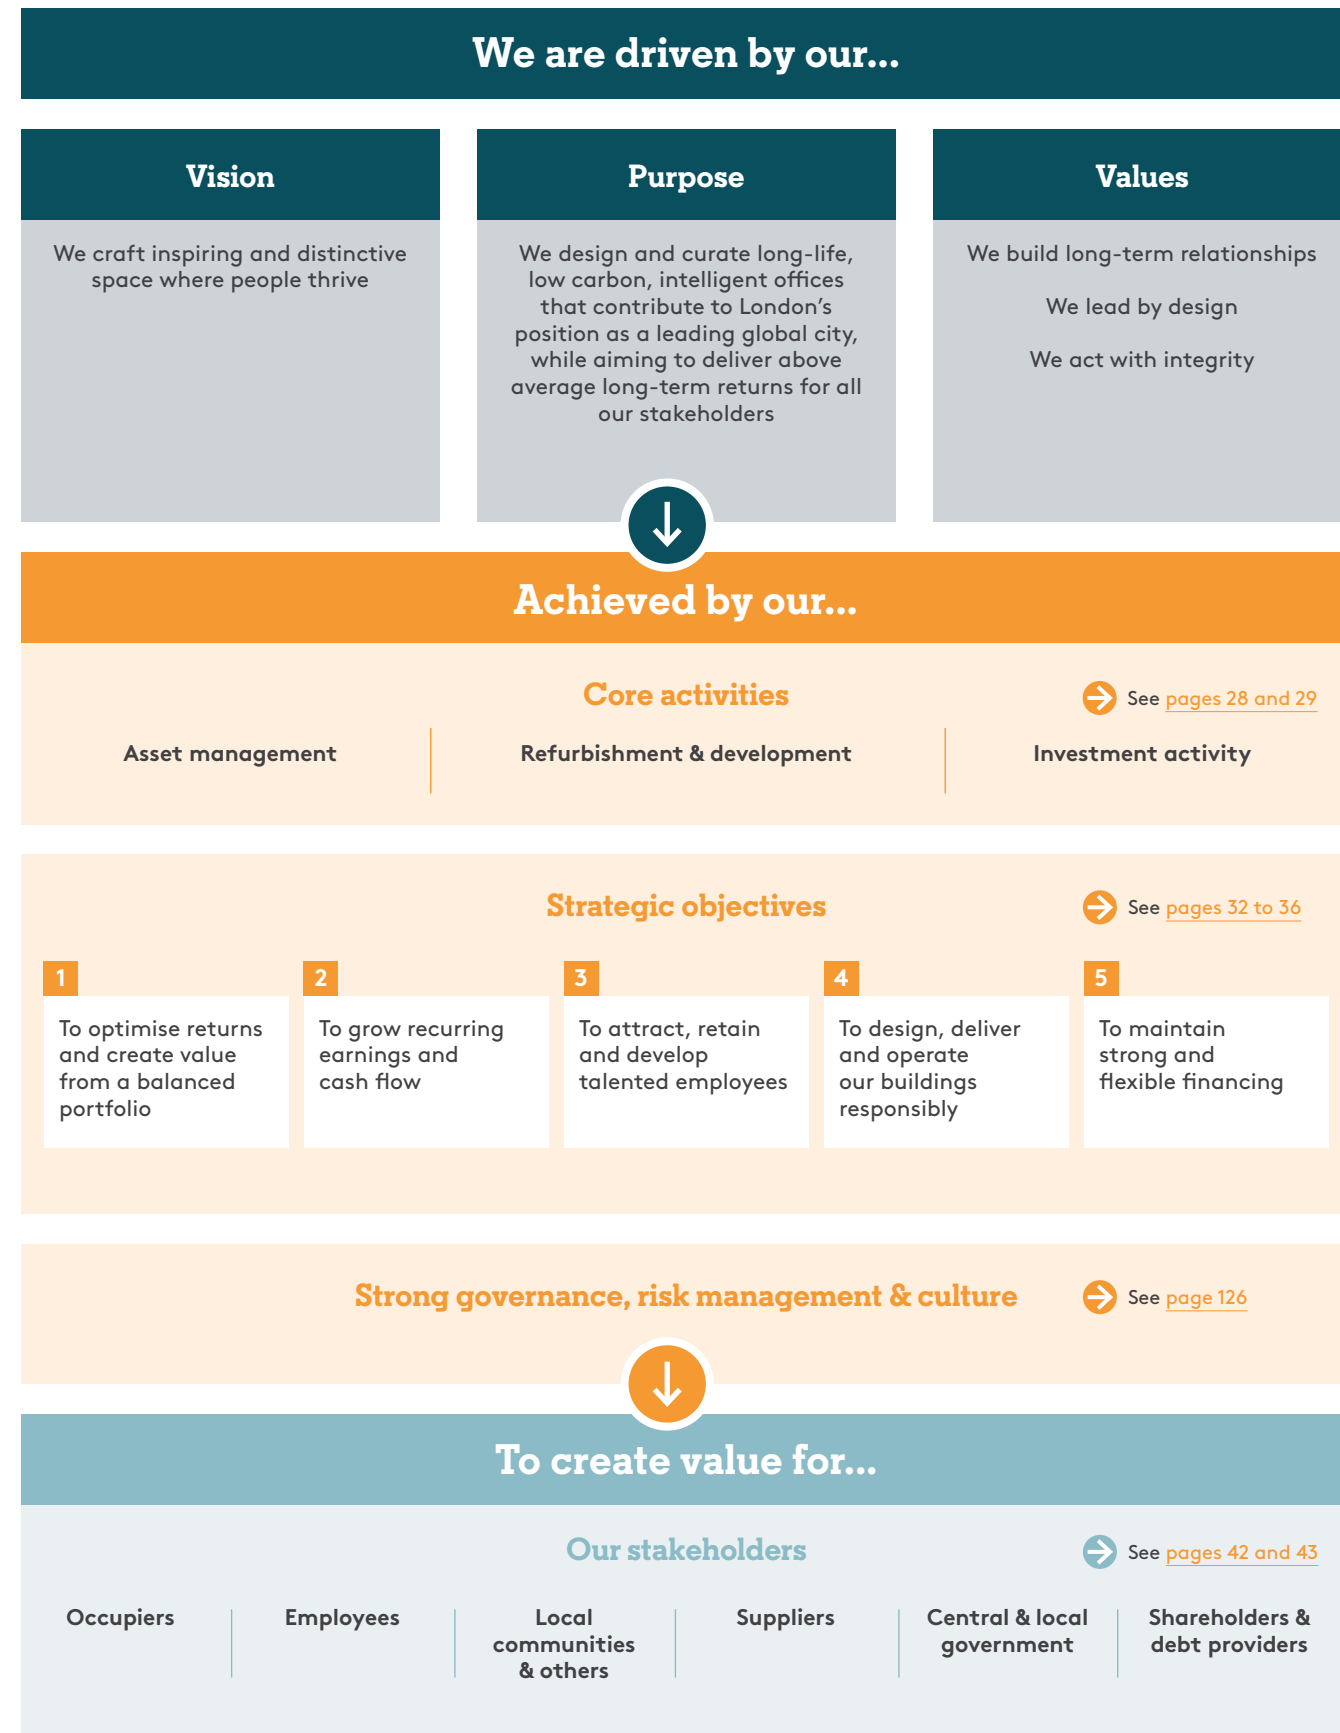 We are driven by our...
Vision
We craft inspiring and distinctive
space where people thrive
Purpose
We design and curate long-life,
low carbon, intelligent offices
that contribute to London's
position as a leading global city,
while aiming to deliver above
average long-term returns for all
our stakeholders
Values
We build long-term relationships
We lead by design
We act with integrity
Achieved by our...
Core activities
See pages 28 and 29
Asset management
Refurbishment & development
Investment activity
Strategic objectives
See pages 32 to 36
1
To optimise returns
and create value
from a balanced
portfolio
2
To grow recurring
earnings and
cash flow
3
To attract, retain
and develop
talented employees
4
To design, deliver
and operate
our buildings
responsibly
5
To maintain
strong and
flexible financing
Strong governance, risk management & culture
See page 126
To create value for...
Our stakeholders
See pages 42 and 43
Occupiers
Employees
Local
communities
& others
Suppliers
Central & local
government
Shareholders &
debt providers